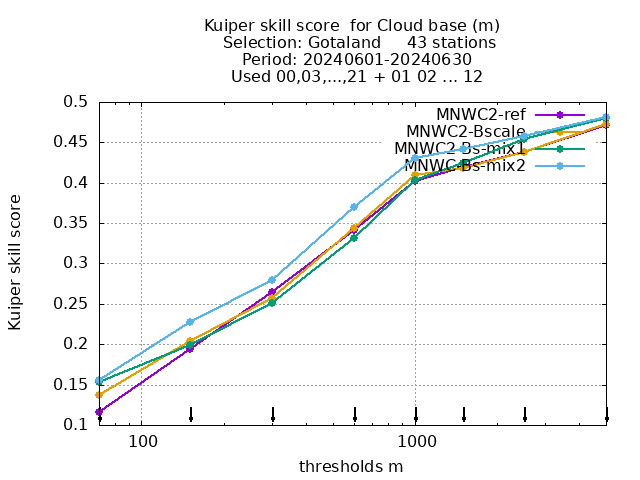 Kuiper skill score  for Cloud base (m)
Selection: Gotaland     43 stations
Period: 20240601-20240630
Used 00,03,...,21 + 01 02 ... 12
0.5
0.45
0.4
0.35
0.3
0.25
0.2
0.15
0.1
Kuiper skill score
MNWC2-ref
MNWC2-Bscale
MNWC2-Bs-mix1
MNWC-Bs-mix2
100
1000
thresholds m